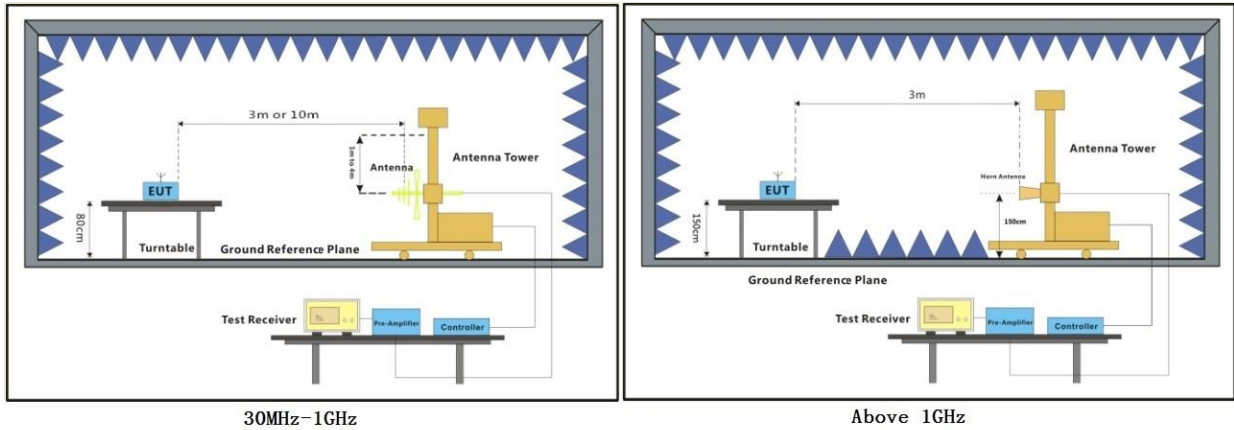 3m or 10m
1m to 4m
Antenna
Antenna Tower
EUT
80cm
Turntable
Ground Reference Plane
Test Receiver
Pre-Amplifier
Controller
30MHz-1GHz
3m
Antenna Tower
Horn Antenna
EUT
150cm
150cm
Turntable
Ground Reference Plane
Test Receiver
Pre-Amplifier
Controller
Above 1GHz